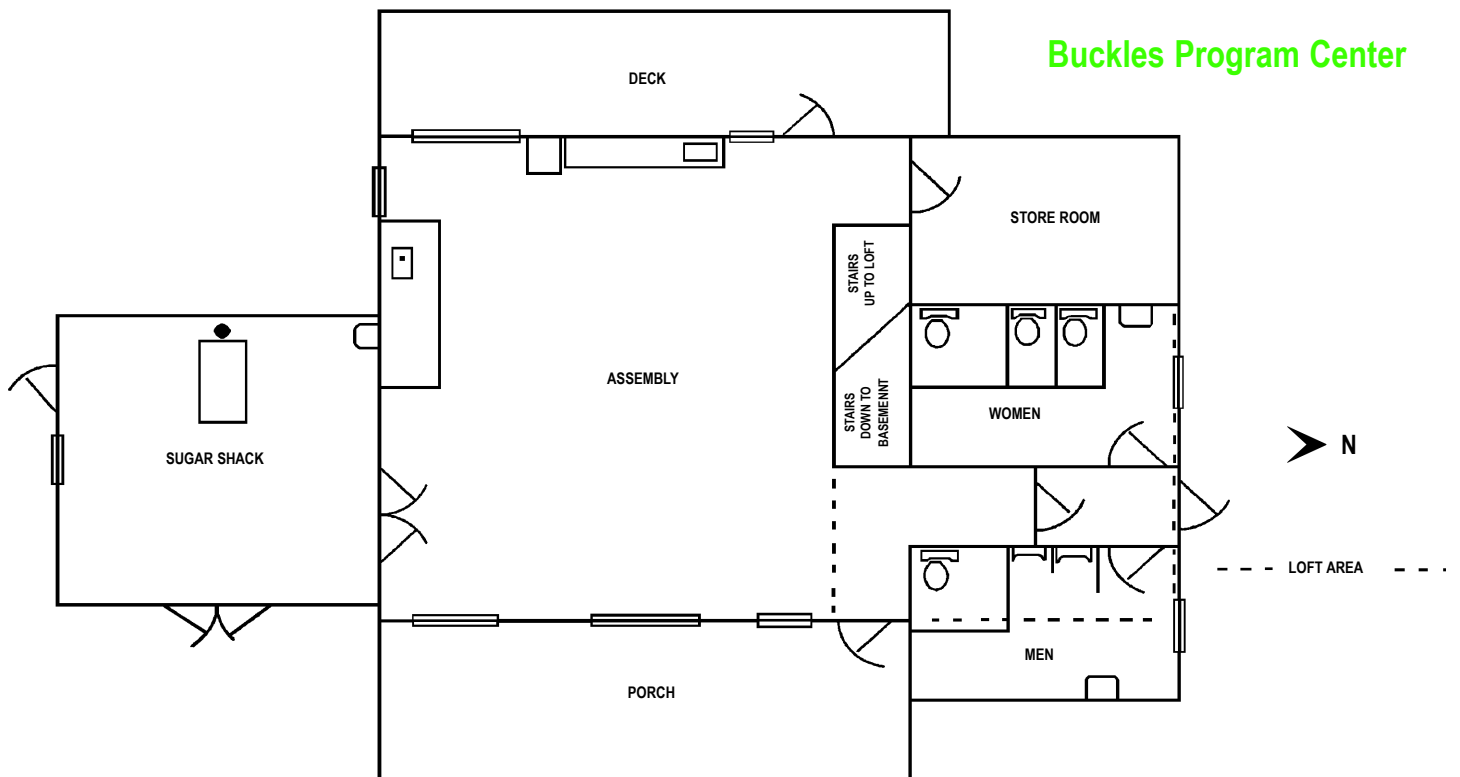 Buckles Program Center
DECK
STORE ROOM
STAIRS
UP TO LOFT
ASSEMBLY
STAIRS
DOWN TO
BASEMENNT
WOMEN
N
SUGAR SHACK
LOFT AREA
MEN
PORCH